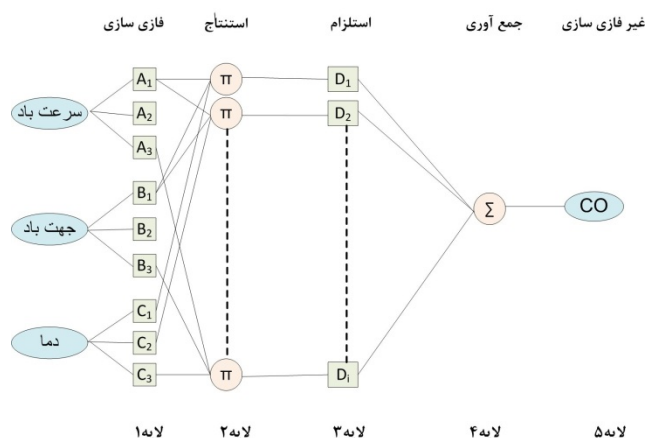 فازی سازی استنتاج استلزام جمع آوری غیر فازی سازی
A₁
π
D₁
سرعت باد
A₂
π
D₂
A₃
B₁
جهت باد
B₂
∑
CO
B₃
C₁
دما
C₂
C₃
π
Dᵢ
لایه۱ لایه۲ لایه۳ لایه۴ لایه۵